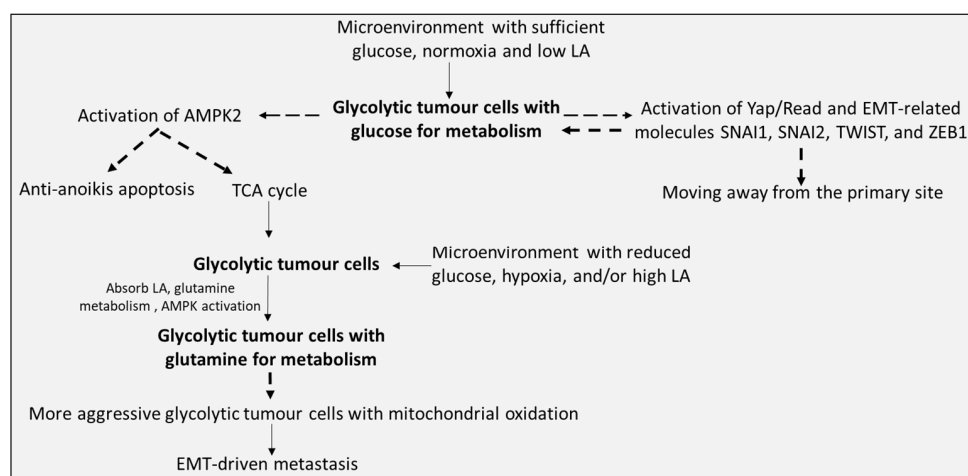 Microenvironment with sufficient
glucose, normoxia and low LA
Activation of AMPK2
Glycolytic tumour cells with
glucose for metabolism
Activation of Yap/Read and EMT-related
molecules SNAI1, SNAI2, TWIST, and ZEB1
Anti-anoikis apoptosis
TCA cycle
Moving away from the primary site
Glycolytic tumour cells
Microenvironment with reduced
glucose, hypoxia, and/or high LA
Absorb LA, glutamine
metabolism , AMPK activation
Glycolytic tumour cells with
glutamine for metabolism
More aggressive glycolytic tumour cells with mitochondrial oxidation
EMT-driven metastasis